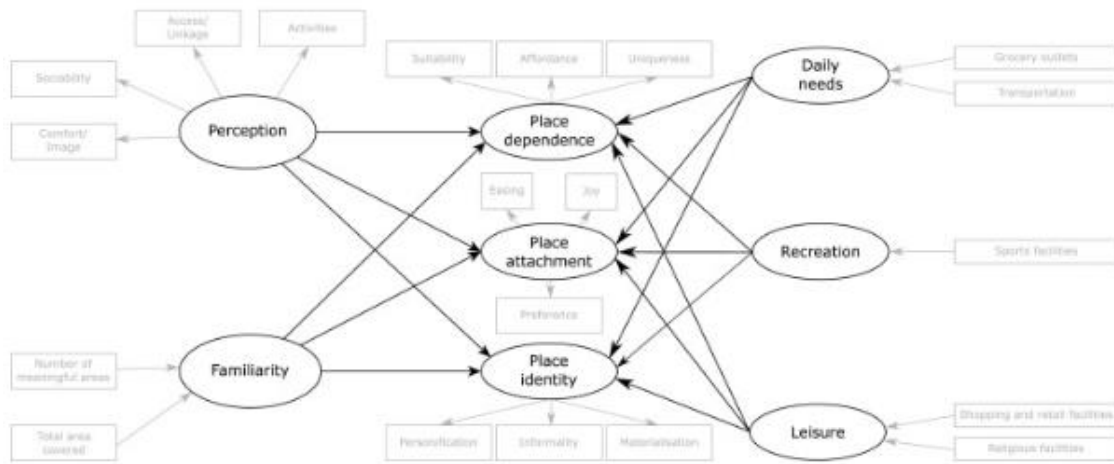 Access/
Linkage
Activities
Sociability
Comfort/
Image
Perception
Suitability
Affordance
Uniqueness
Place
dependence
Daily
needs
Grocery outlets
Transportation
Easing
Joy
Place
attachment
Preference
Recreation
Sports facilities
Number of
meaningful areas
Total area
covered
Familiarity
Place
identity
Personification
Informality
Materialisation
Leisure
Shopping and retail facilities
Religious facilities